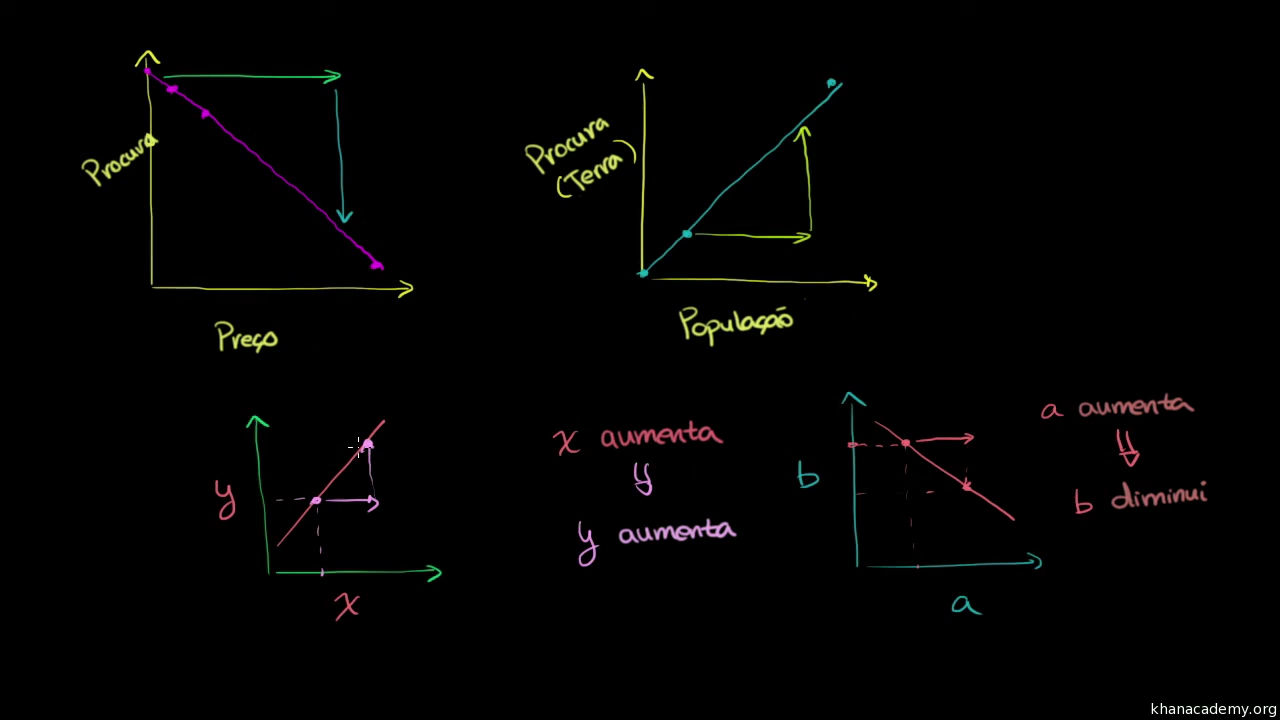 Procura
Preço
Procura
(Terra)
População
y
x
x aumenta
y aumenta
b
a
a aumenta
b diminui
khanacademy.org